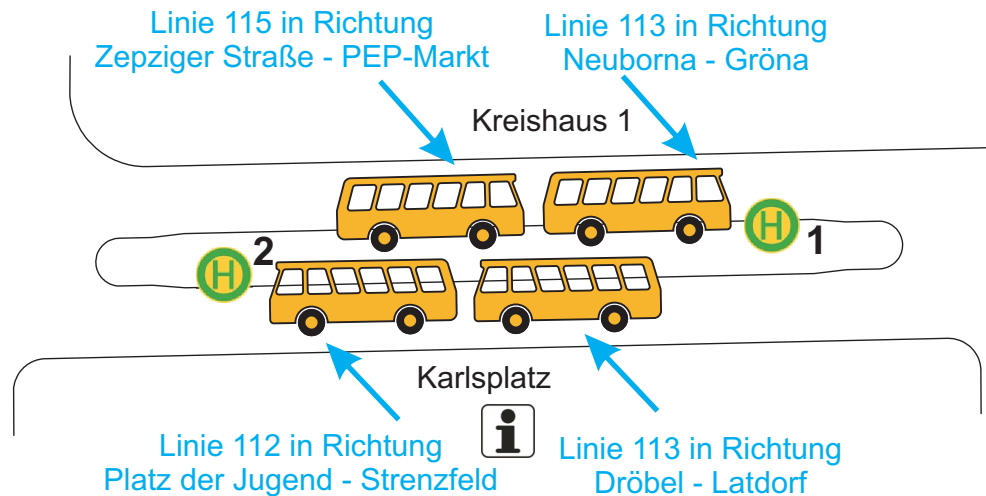 Linie 115 in Richtung
Zepziger Straße - PEP-Markt
Linie 113 in Richtung
Neuborna - Gröna
Kreishaus 1
H
1
H
2
Karlsplatz
i
Linie 112 in Richtung
Platz der Jugend - Strenzfeld
Linie 113 in Richtung
Dröbel - Latdorf